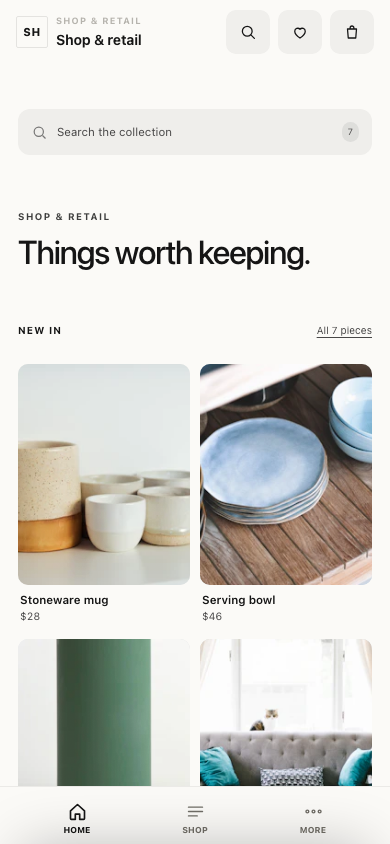 SH
SHOP & RETAIL
Shop & retail
Search the collection
7
SHOP & RETAIL
Things worth keeping.
NEW IN
All 7 pieces
Stoneware mug
$28
Serving bowl
$46
HOME
SHOP
MORE